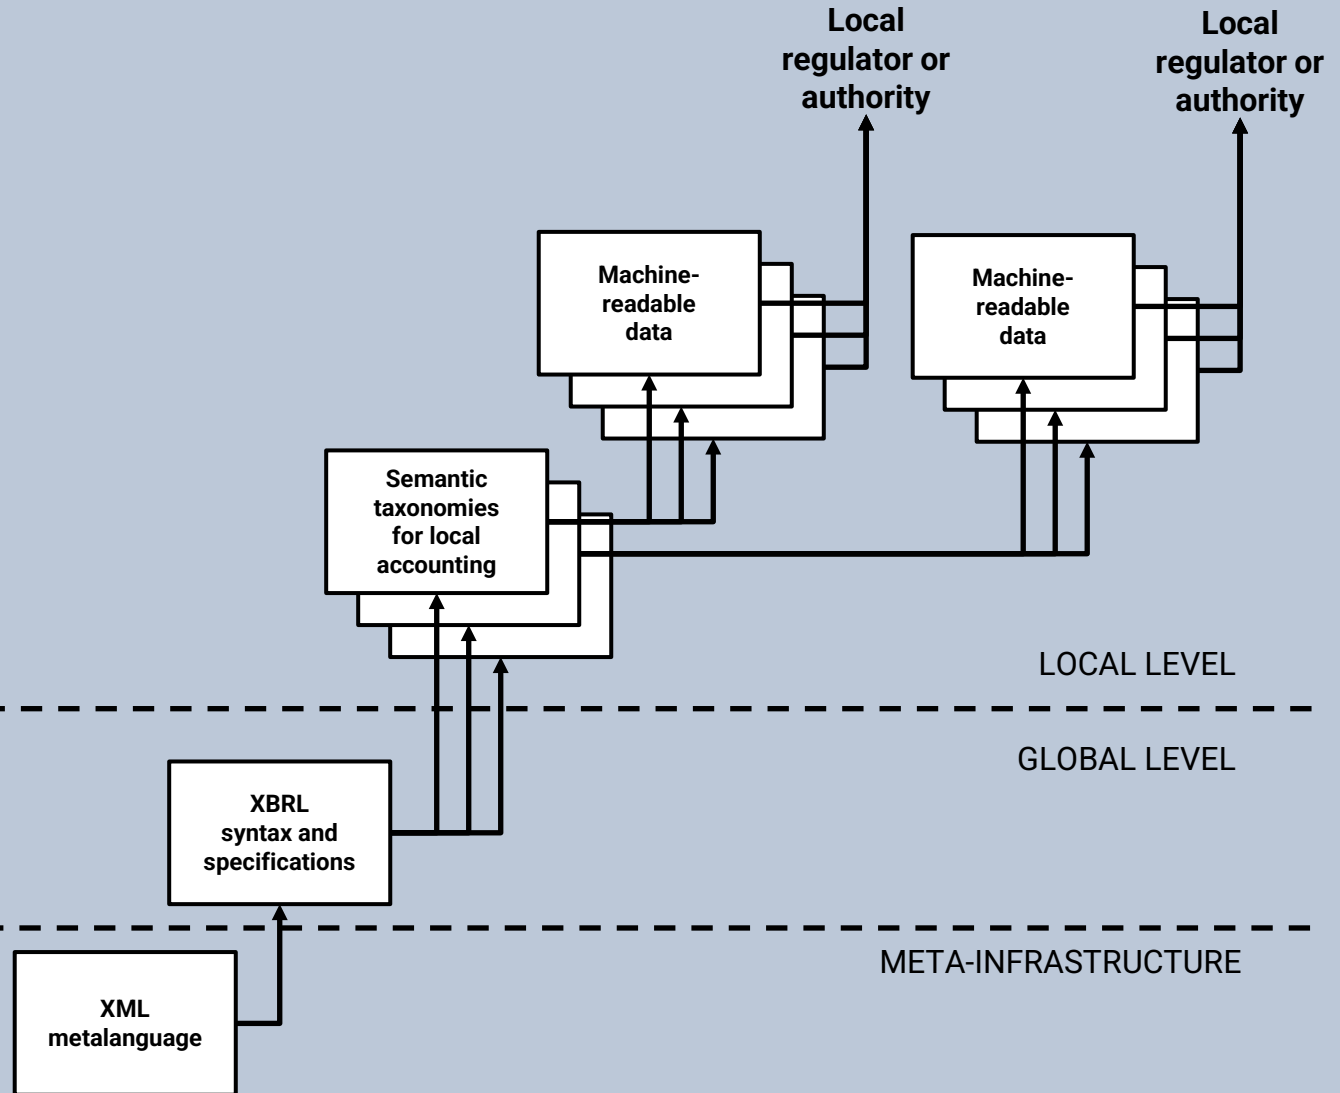 Local
regulator or
authority
Local
regulator or
authority
Machine-
readable
data
Machine-
readable
data
Semantic
taxonomies
for local
accounting
LOCAL LEVEL
GLOBAL LEVEL
XBRL
syntax and
specifications
META-INFRASTRUCTURE
XML
metalanguage